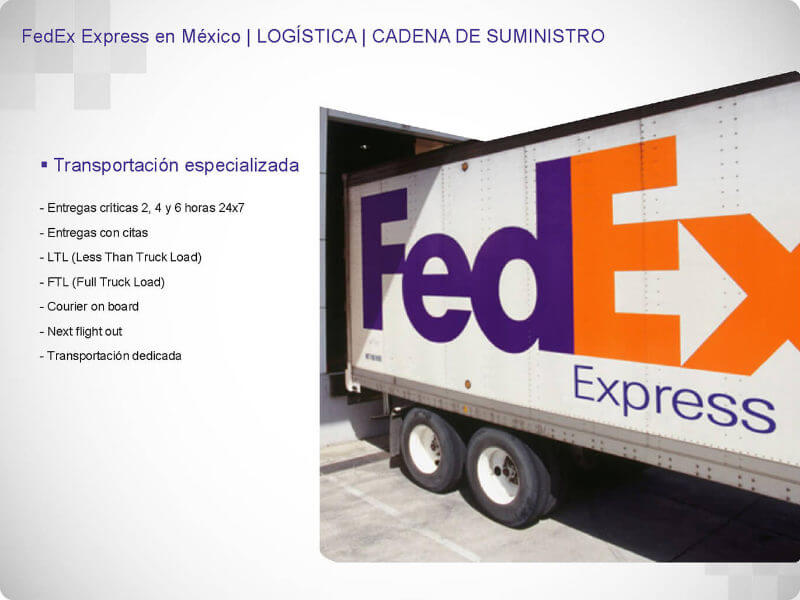 FedEx Express en México | LOGÍSTICA | CADENA DE SUMINISTRO
▪ Transportación especializada
- Entregas críticas 2, 4 y 6 horas 24x7
- Entregas con citas
- LTL (Less Than Truck Load)
- FTL (Full Truck Load)
- Courier on board
- Next flight out
- Transportación dedicada
FedEx
Express